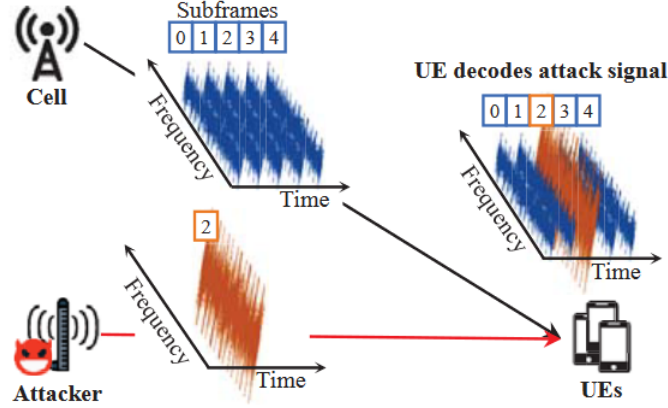 Subframes
0 1 2 3 4
Cell
Frequency
Time
UE decodes attack signal
0 1 2 3 4
Frequency
Time
2
Frequency
Time
Attacker
UEs